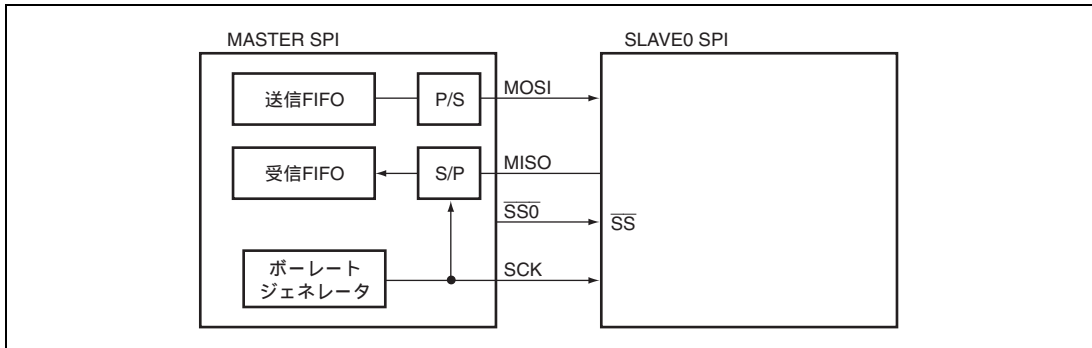 MASTER SPI
SLAVE0 SPI
送信FIFO
P/S
MOSI
受信FIFO
S/P
MISO
SS0
SS
ボーレート
ジェネレータ
SCK